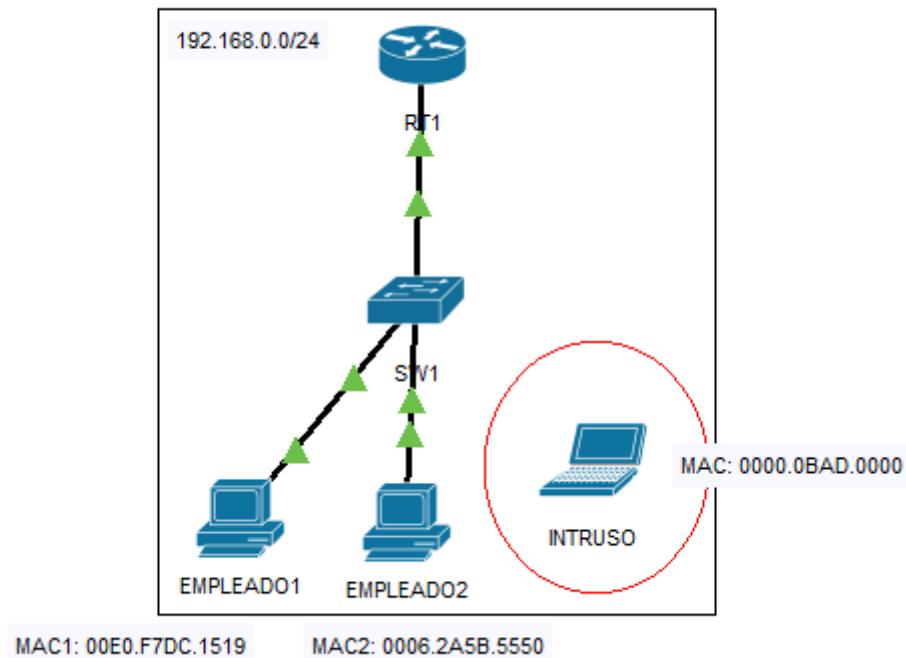 192.168.0.0/24
RT1
SW1
MAC: 0000.0BAD.0000
INTRUSO
EMPLEADO1
EMPLEADO2
MAC1: 00E0.F7DC.1519
MAC2: 0006.2A5B.5550